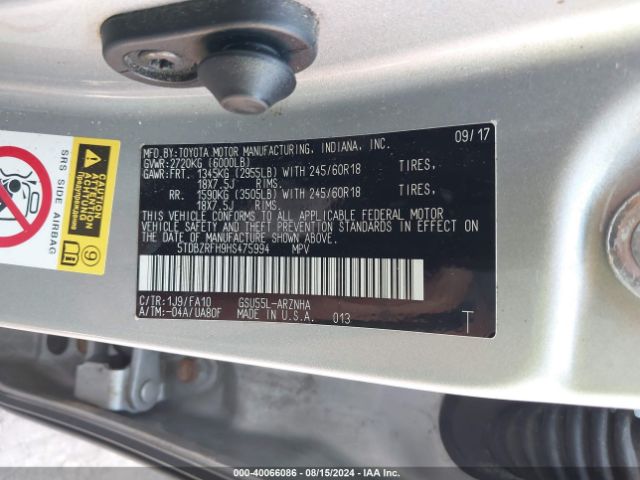 09/17
MFD.BY:TOYOTA MOTOR MANUFACTURING, INDIANA, INC.
GVWR:2720KG (6000LB)
GAWR:FRT. 1345KG (2955LB) WITH 245/60R18 TIRES,
18X7.5J RIMS.
RR. 1590KG (3505LB) WITH 245/60R18 TIRES,
18X7.5J RIMS.
THIS VEHICLE CONFORMS TO ALL APPLICABLE FEDERAL MOTOR
VEHICLE SAFETY AND THEFT PREVENTION STANDARDS IN EFFECT ON
THE DATE OF MANUFACTURE SHOWN ABOVE.
5TDBZRFH9HS475994 MPV
C/TR:1J9/FA10 GSU55L-ARZNHA
A/TM:-04A/UA80F MADE IN U.S.A. 013
T
SRS SIDE AIRBAG
CAUTION
000-40066086 - 08/15/2024 - IAA Inc.